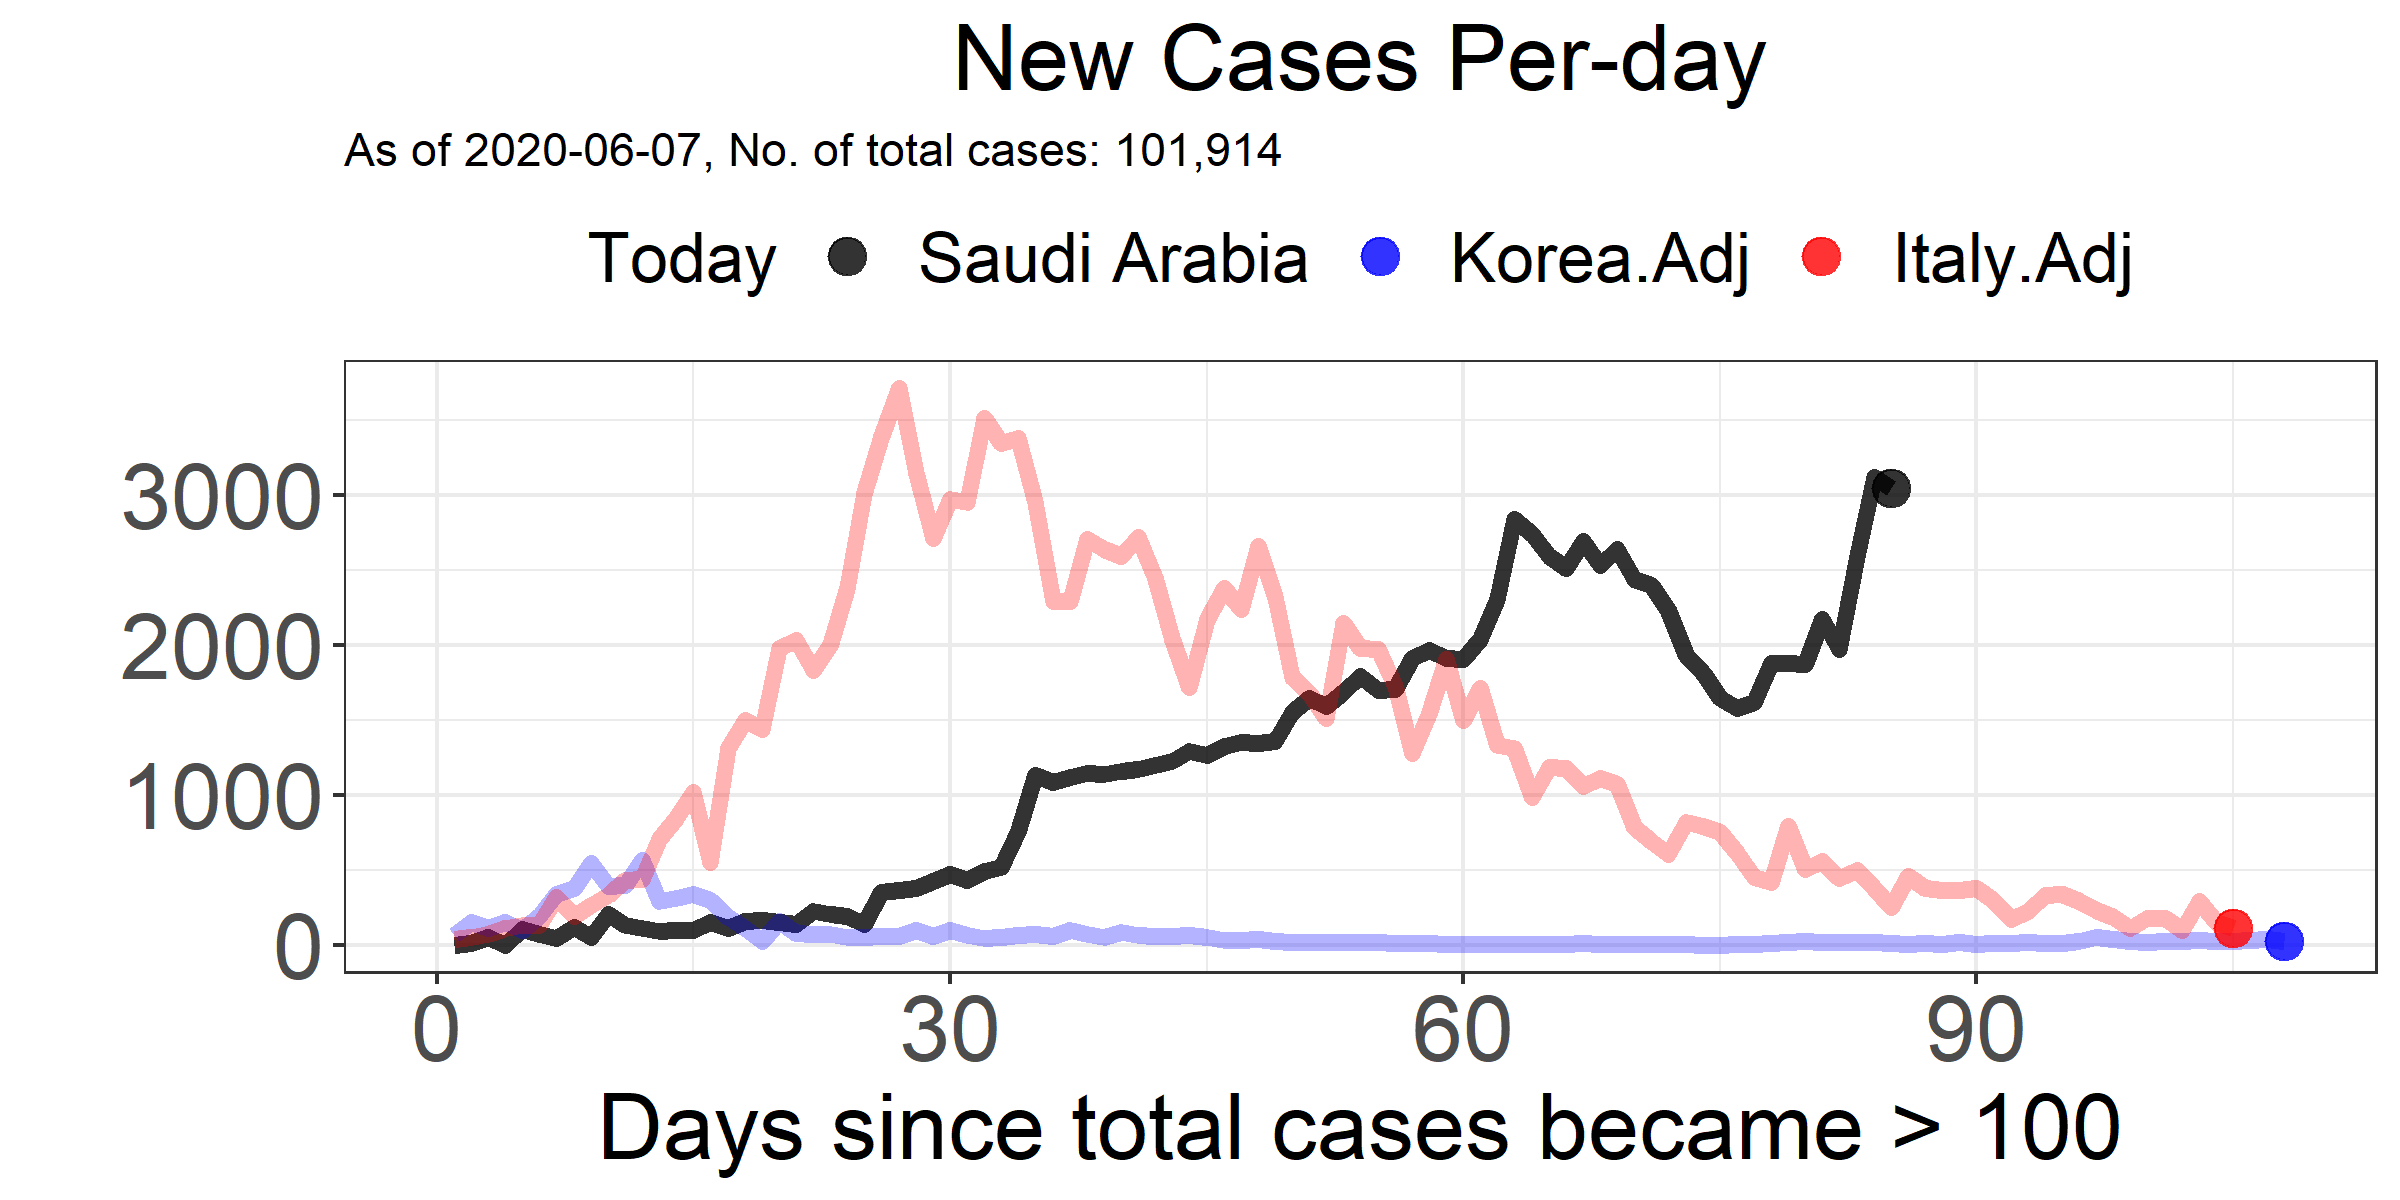 New Cases Per-day
As of 2020-06-07, No. of total cases: 101,914
Today Saudi Arabia Korea.Adj Italy.Adj
3000
2000
1000
0
0 30 60 90
Days since total cases became > 100